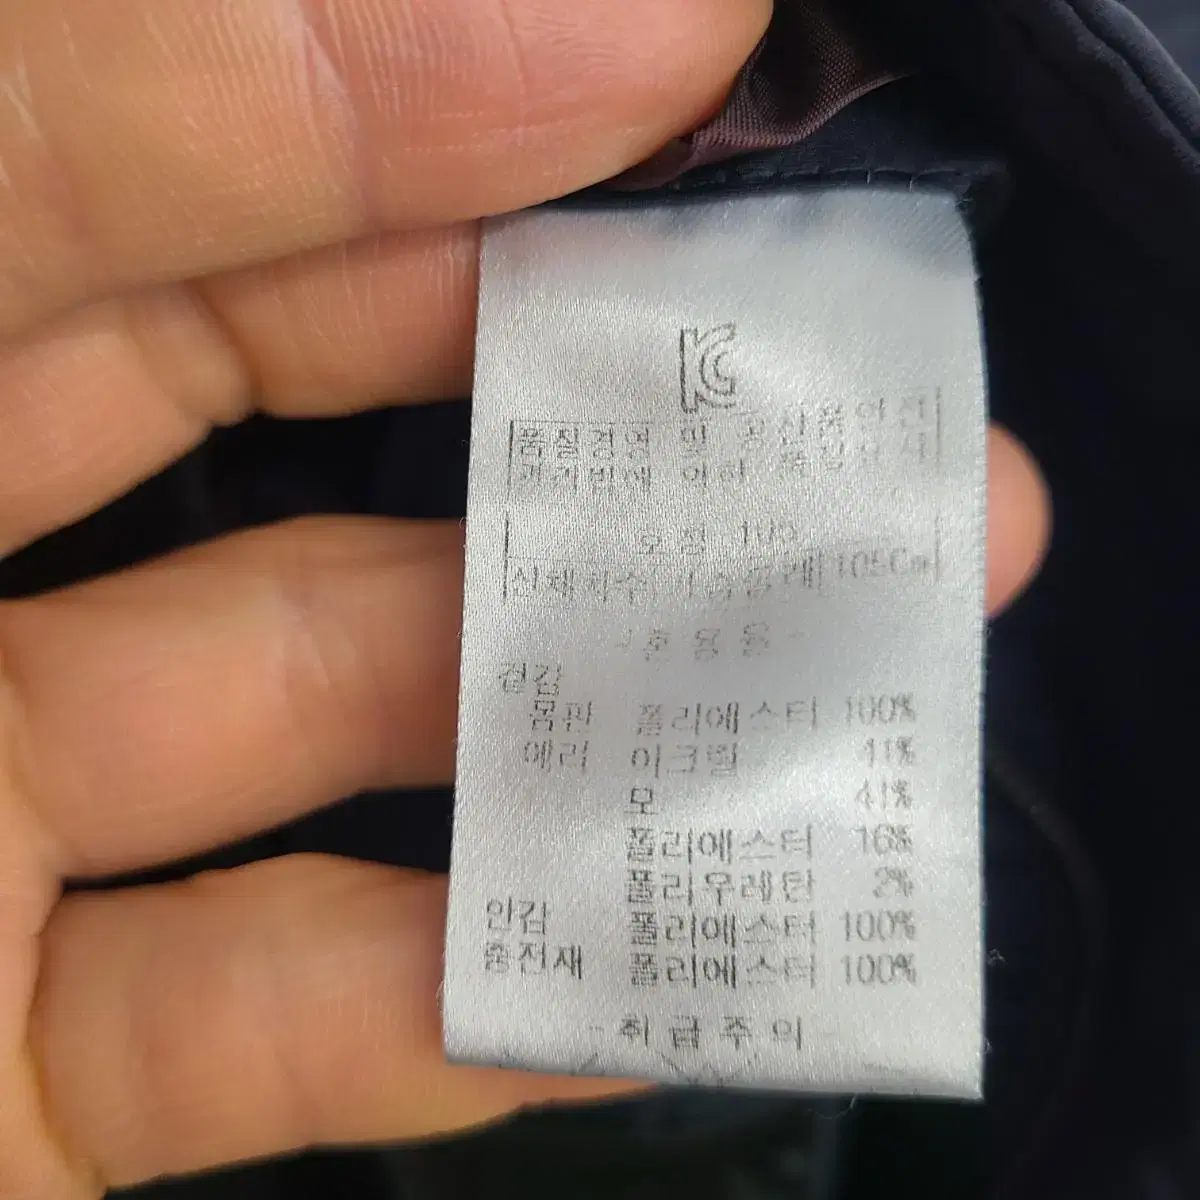 KC
품질경영 및 공산품안전
관리법에 의한 품질표시
호칭 105
신체치수 가슴둘레 105Cm
-혼용율-
겉감
몸판 폴리에스터 100%
에리 아크릴 41%
모 41%
폴리에스터 16%
폴리우레탄 2%
안감 폴리에스터 100%
충전재 폴리에스터 100%
-취급주의-